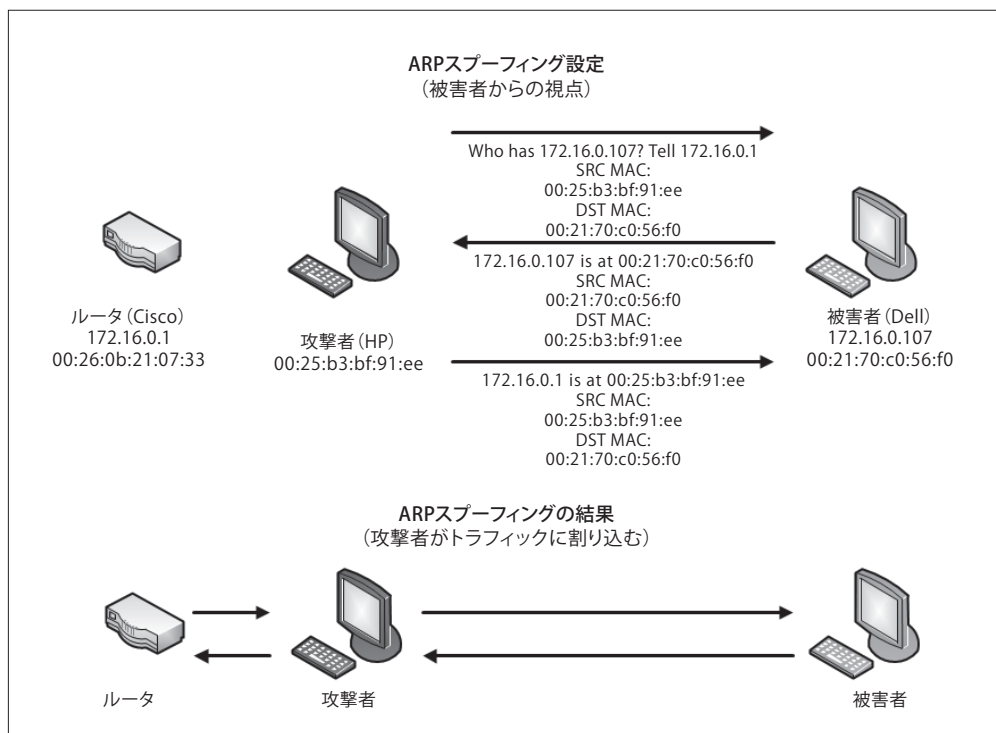 ARPスプーフィング設定
（被害者からの視点）
Who has 172.16.0.107? Tell 172.16.0.1
SRC MAC:
00:25:b3:bf:91:ee
DST MAC:
00:21:70:c0:56:f0
172.16.0.107 is at 00:21:70:c0:56:f0
SRC MAC:
00:21:70:c0:56:f0
DST MAC:
00:25:b3:bf:91:ee
ルータ（Cisco）
172.16.0.1
00:26:0b:21:07:33
攻撃者（HP）
00:25:b3:bf:91:ee
被害者（Dell）
172.16.0.107
00:21:70:c0:56:f0
172.16.0.1 is at 00:25:b3:bf:91:ee
SRC MAC:
00:25:b3:bf:91:ee
DST MAC:
00:21:70:c0:56:f0
ARPスプーフィングの結果
（攻撃者がトラフィックに割り込む）
ルータ
攻撃者
被害者